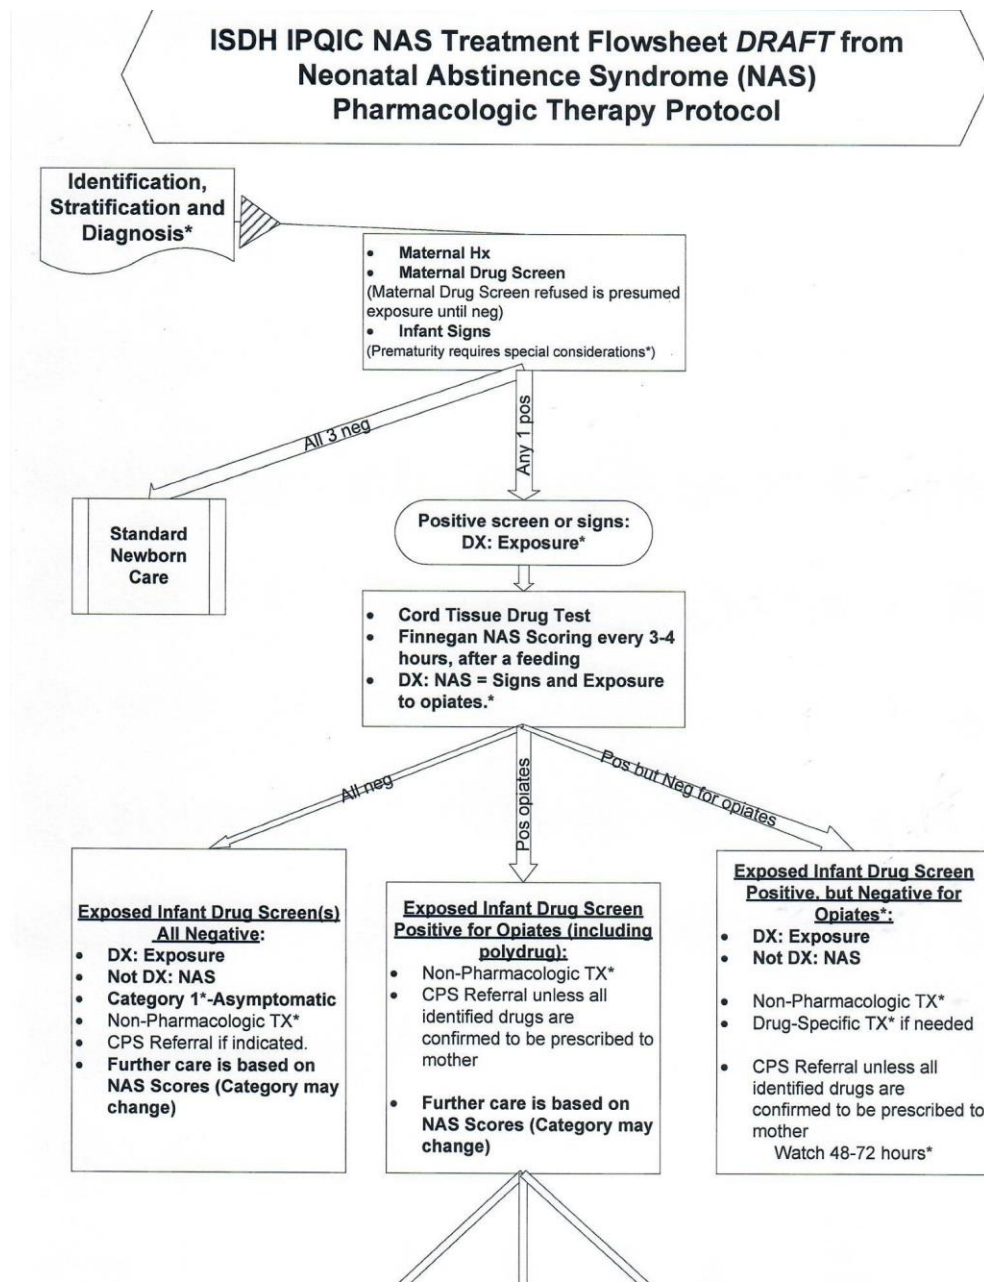 ISDH IPQIC NAS Treatment Flowsheet DRAFT from
Neonatal Abstinence Syndrome (NAS)
Pharmacologic Therapy Protocol
Identification,
Stratification and
Diagnosis*
• Maternal Hx
• Maternal Drug Screen
(Maternal Drug Screen refused is presumed
exposure until neg)
• Infant Signs
(Prematurity requires special considerations*)
All 3 neg
Any 1 pos
Standard
Newborn
Care
Positive screen or signs:
DX: Exposure*
• Cord Tissue Drug Test
• Finnegan NAS Scoring every 3-4
hours, after a feeding
• DX: NAS = Signs and Exposure
to opiates.*
All neg
Pos opiates
Pos but Neg for opiates
Exposed Infant Drug Screen(s)
All Negative:
• DX: Exposure
• Not DX: NAS
• Category 1*-Asymptomatic
• Non-Pharmacologic TX*
• CPS Referral if indicated.
• Further care is based on
NAS Scores (Category may
change)
Exposed Infant Drug Screen
Positive for Opiates (including
polydrug):
• Non-Pharmacologic TX*
• CPS Referral unless all
identified drugs are
confirmed to be prescribed to
mother
• Further care is based on
NAS Scores (Category may
change)
Exposed Infant Drug Screen
Positive, but Negative for
Opiates*:
• DX: Exposure
• Not DX: NAS
• Non-Pharmacologic TX*
• Drug-Specific TX* if needed
• CPS Referral unless all
identified drugs are
confirmed to be prescribed to
mother
Watch 48-72 hours*